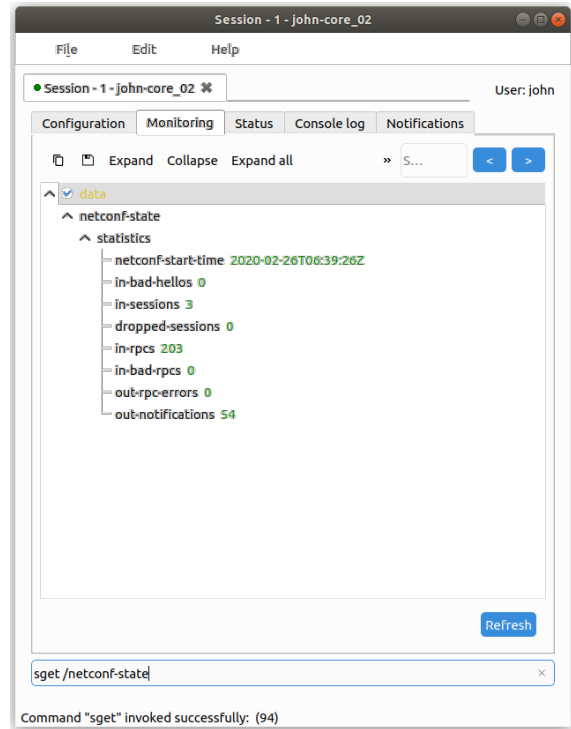 Session - 1 - john-core_02
File Edit Help
Session - 1 - john-core_02 User: john
Configuration Monitoring Status Console log Notifications
Expand Collapse Expand all » S... < >
data
netconf-state
statistics
netconf-start-time 2020-02-26T06:39:26Z
in-bad-hellos 0
in-sessions 3
dropped-sessions 0
in-rpcs 203
in-bad-rpcs 0
out-rpc-errors 0
out-notifications 54
Refresh
sget /netconf-state
Command "sget" invoked successfully: (94)